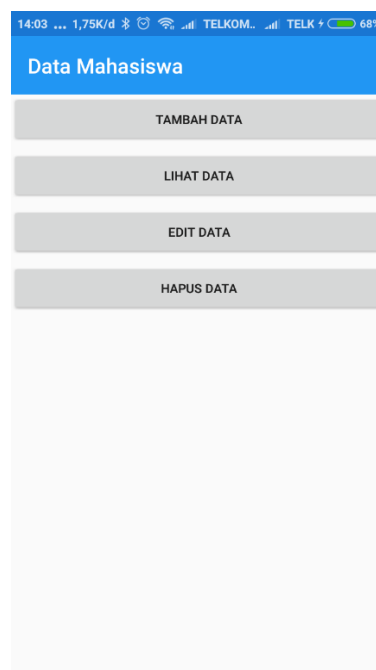 14:03 ... 1,75K/d TELKOM.. TELK 68%
Data Mahasiswa
TAMBAH DATA
LIHAT DATA
EDIT DATA
HAPUS DATA